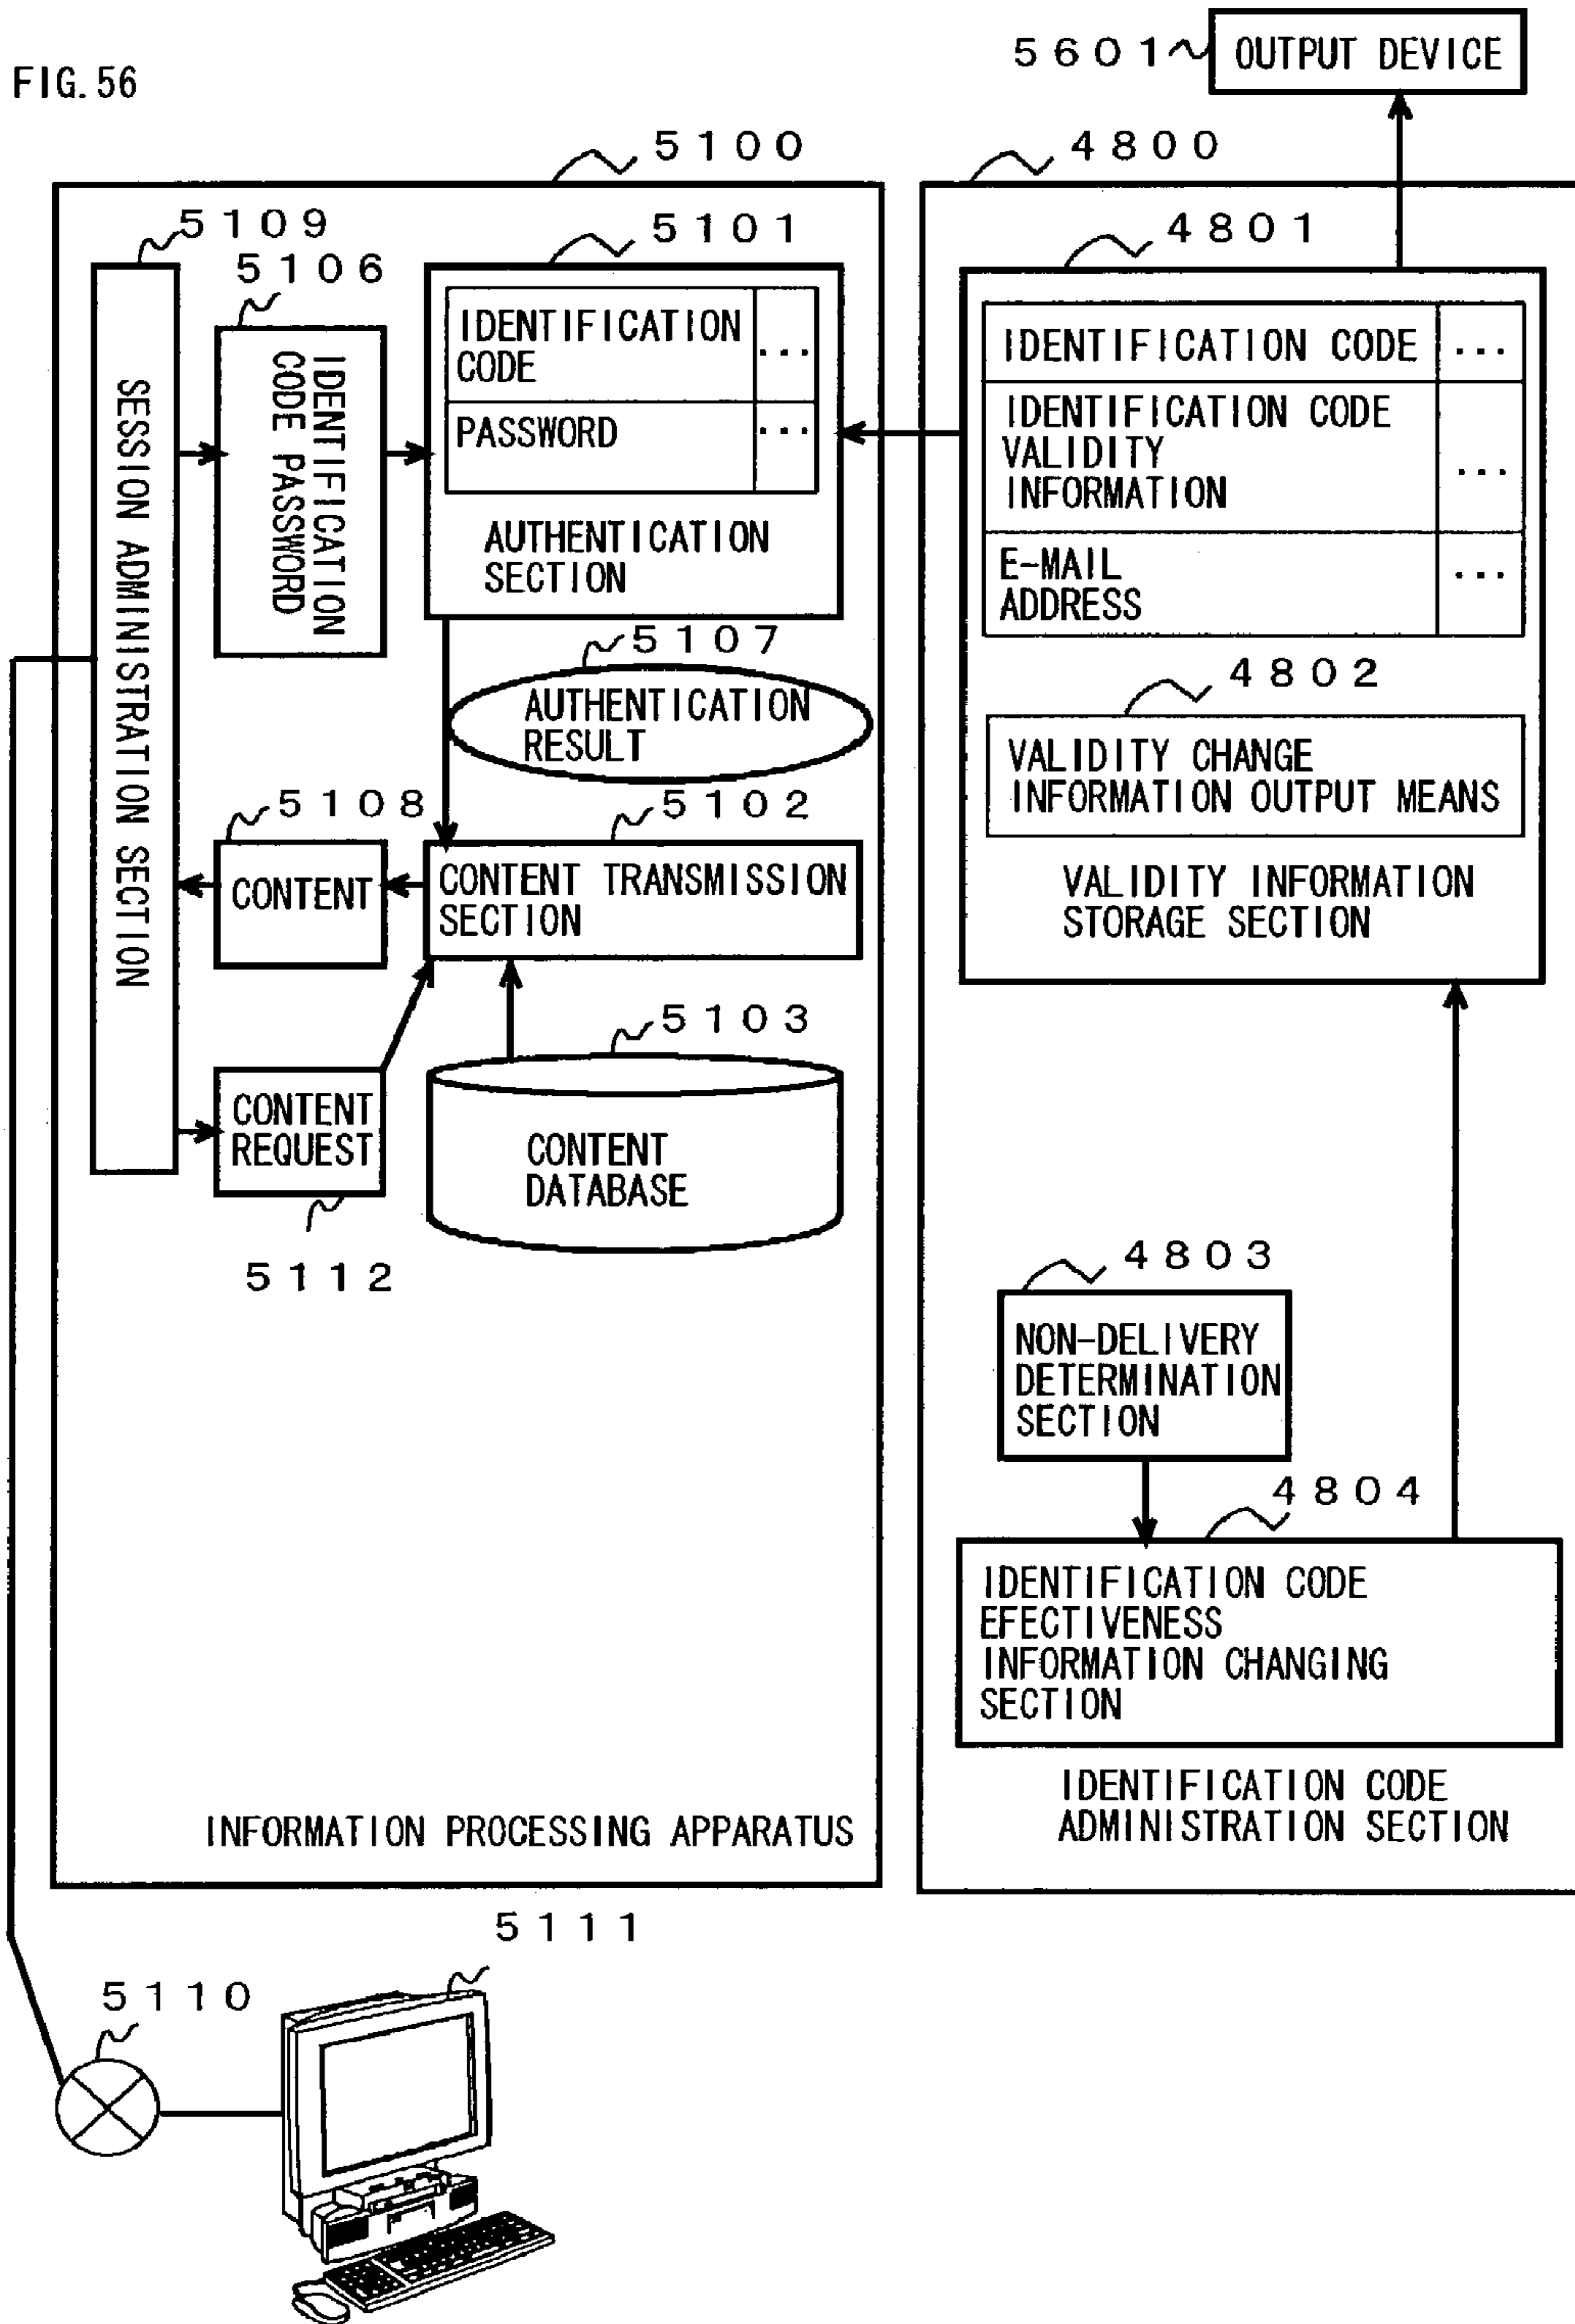 FIG. 56
5601
OUTPUT DEVICE
5100
4800
5109
5106
5101
4801
SESSION ADMINISTRATION SECTION
IDENTIFICATION
CODE PASSWORD
IDENTIFICATION
CODE
...
PASSWORD
...
AUTHENTICATION
SECTION
IDENTIFICATION CODE
...
IDENTIFICATION CODE
VALIDITY
INFORMATION
...
E-MAIL
ADDRESS
...
5107
AUTHENTICATION
RESULT
4802
VALIDITY CHANGE
INFORMATION OUTPUT MEANS
VALIDITY INFORMATION
STORAGE SECTION
5108
CONTENT
5102
CONTENT TRANSMISSION
SECTION
5103
CONTENT
DATABASE
CONTENT
REQUEST
5112
4803
NON-DELIVERY
DETERMINATION
SECTION
4804
IDENTIFICATION CODE
EFECTIVENESS
INFORMATION CHANGING
SECTION
IDENTIFICATION CODE
ADMINISTRATION SECTION
INFORMATION PROCESSING APPARATUS
5111
5110